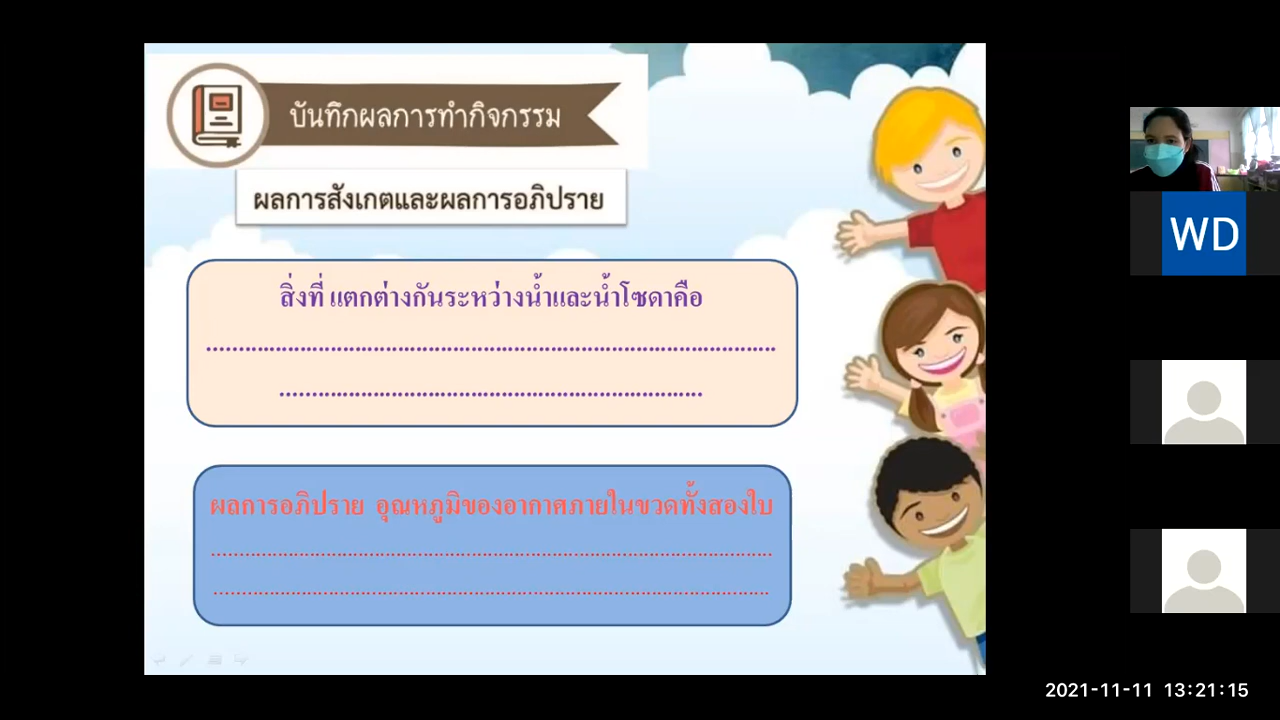 บันทึกผลการทำกิจกรรม
ผลการสังเกตและผลการอภิปราย
สิ่งที่ แตกต่างกันระหว่างน้ำและน้ำโซดาคือ
................................................................................................
........................................................................
ผลการอภิปราย อุณหภูมิของอากาศภายในขวดทั้งสองใบ
................................................................................................
................................................................................................
WD
2021-11-11 13:21:15